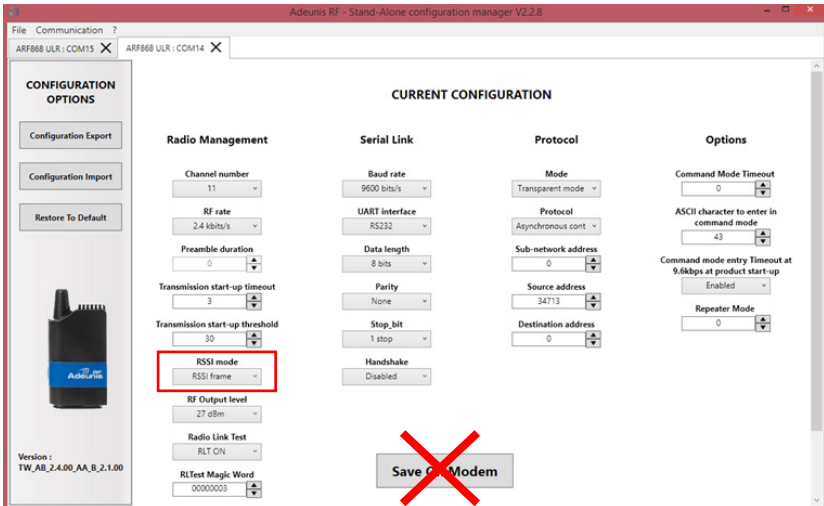 Adeunis RF - Stand-Alone configuration manager V2.2.8
File Communication ?
ARF868 ULR : COM15
ARF868 ULR : COM14
CONFIGURATION
OPTIONS
Configuration Export
Configuration Import
Restore To Default
Adeunis RF
Version :
TW_AB_2.4.00_AA_B_2.1.00
CURRENT CONFIGURATION
Radio Management
Channel number
11
RF rate
2.4 kbits/s
Preamble duration
0
Transmission start-up timeout
3
Transmission start-up threshold
30
RSSI mode
RSSI frame
RF Output level
27 dBm
Radio Link Test
RLT ON
RLTest Magic Word
00000003
Serial Link
Baud rate
9600 bits/s
UART interface
RS232
Data length
8 bits
Parity
None
Stop_bit
1 stop
Handshake
Disabled
Protocol
Mode
Transparent mode
Protocol
Asynchronous cont
Sub-network address
0
Source address
34713
Destination address
0
Options
Command Mode Timeout
0
ASCII character to enter in
command mode
43
Command mode entry Timeout at
9.6kbps at product start-up
Enabled
Repeater Mode
0
Save On Modem